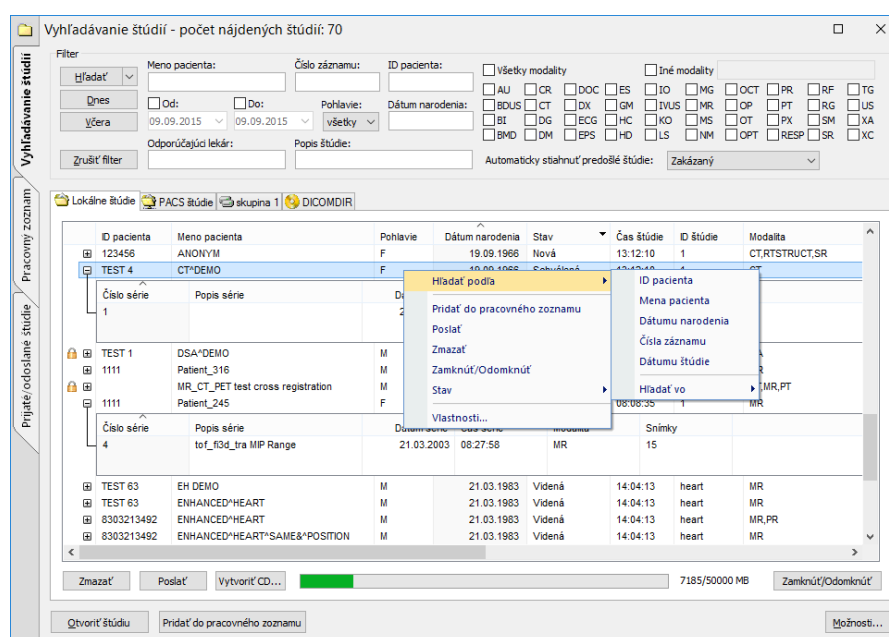 Vyhľadávanie štúdií - počet nájdených štúdií: 70
Vyhľadávanie štúdií
Pracovny zoznam
Prijaté/odoslané štúdie
Filter
Hľadať
Dnes
Včera
Zrušiť filter
Meno pacienta: Číslo záznamu: ID pacienta:
Od: Do: Pohlavie: Dátum narodenia:
09.09.2015 09.09.2015 všetky
Odporúčajúci lekár: Popis štúdie:
Všetky modality Iné modality
AU CR DOC ES IO MG OCT PR RF TG
BDUS CT DX GM IVUS MR OP PT RG US
BI DG ECG HC KO MS OT PX SM XA
BMD DM EPS HD LS NM OPT RESP SR XC
Automaticky stiahnuť predošlé štúdie: Zakázaný
Lokálne štúdie PACS štúdie skupina 1 DICOMDIR
ID pacienta Meno pacienta Pohlavie Dátum narodenia Stav Čas štúdie ID štúdie Modalita
123456 ANONYM F 19.09.1966 Nová 13:12:10 1 CT,RTSTRUCT,SR
TEST 4 CT^DEMO F
Číslo série Popis série
1
TEST 1 DSA^DEMO M
1111 Patient_316 M
MR_CT_PET test cross registration M MR,PT
1111 Patient_245 F 08:08:35 1 MR
Číslo série Popis série Snímky
4 tof_fi3d_tra MIP Range 21.03.2003 08:27:58 MR 15
TEST 63 EH DEMO M 21.03.1983 Videná 14:04:13 heart MR
TEST 63 ENHANCED^HEART M 21.03.1983 Videná 14:04:13 heart MR
8303213492 ENHANCED^HEART M 21.03.1983 Videná 14:04:13 heart MR,PR
8303213492 ENHANCED^HEART^SAME&^POSITION M 21.03.1983 Videná 14:04:13 heart MR
Hľadať podľa
Pridať do pracovného zoznamu
Poslať
Zmazať
Zamknúť/Odomknúť
Stav
Vlastnosti...
ID pacienta
Mena pacienta
Dátumu narodenia
Čísla záznamu
Dátumu štúdie
Hľadať vo
Zmazať Poslať Vytvoriť CD... 7185/50000 MB Zamknúť/Odomknúť
Otvoriť štúdiu Pridať do pracovného zoznamu Možnosti...